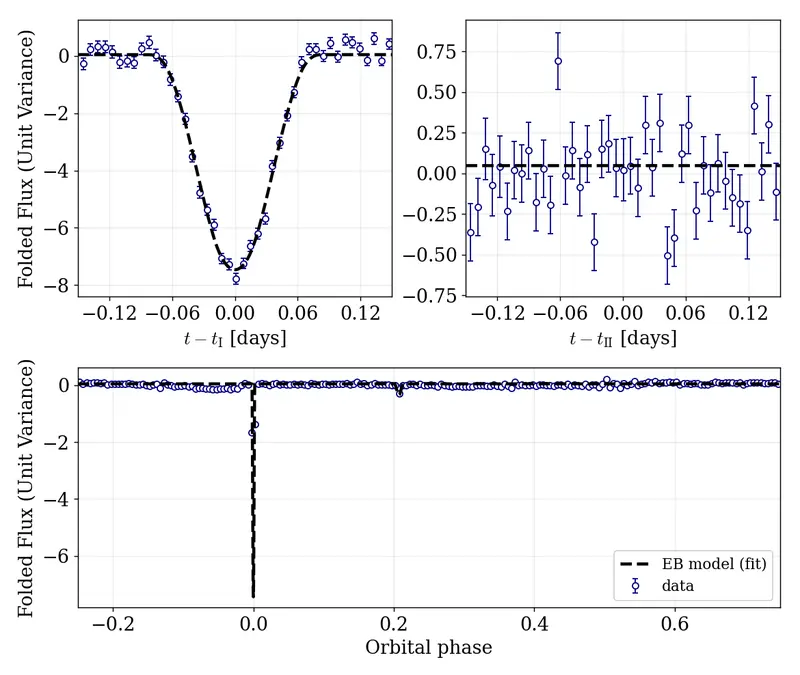 Folded Flux (Unit Variance)
0
−2
−4
−6
−8
−0.12 −0.06 0.00 0.06 0.12
t − tI [days]
0.75
0.50
0.25
0.00
−0.25
−0.50
−0.75
−0.12 −0.06 0.00 0.06 0.12
t − tII [days]
Folded Flux (Unit Variance)
0
−2
−4
−6
−0.2 0.0 0.2 0.4 0.6
Orbital phase
EB model (fit)
data